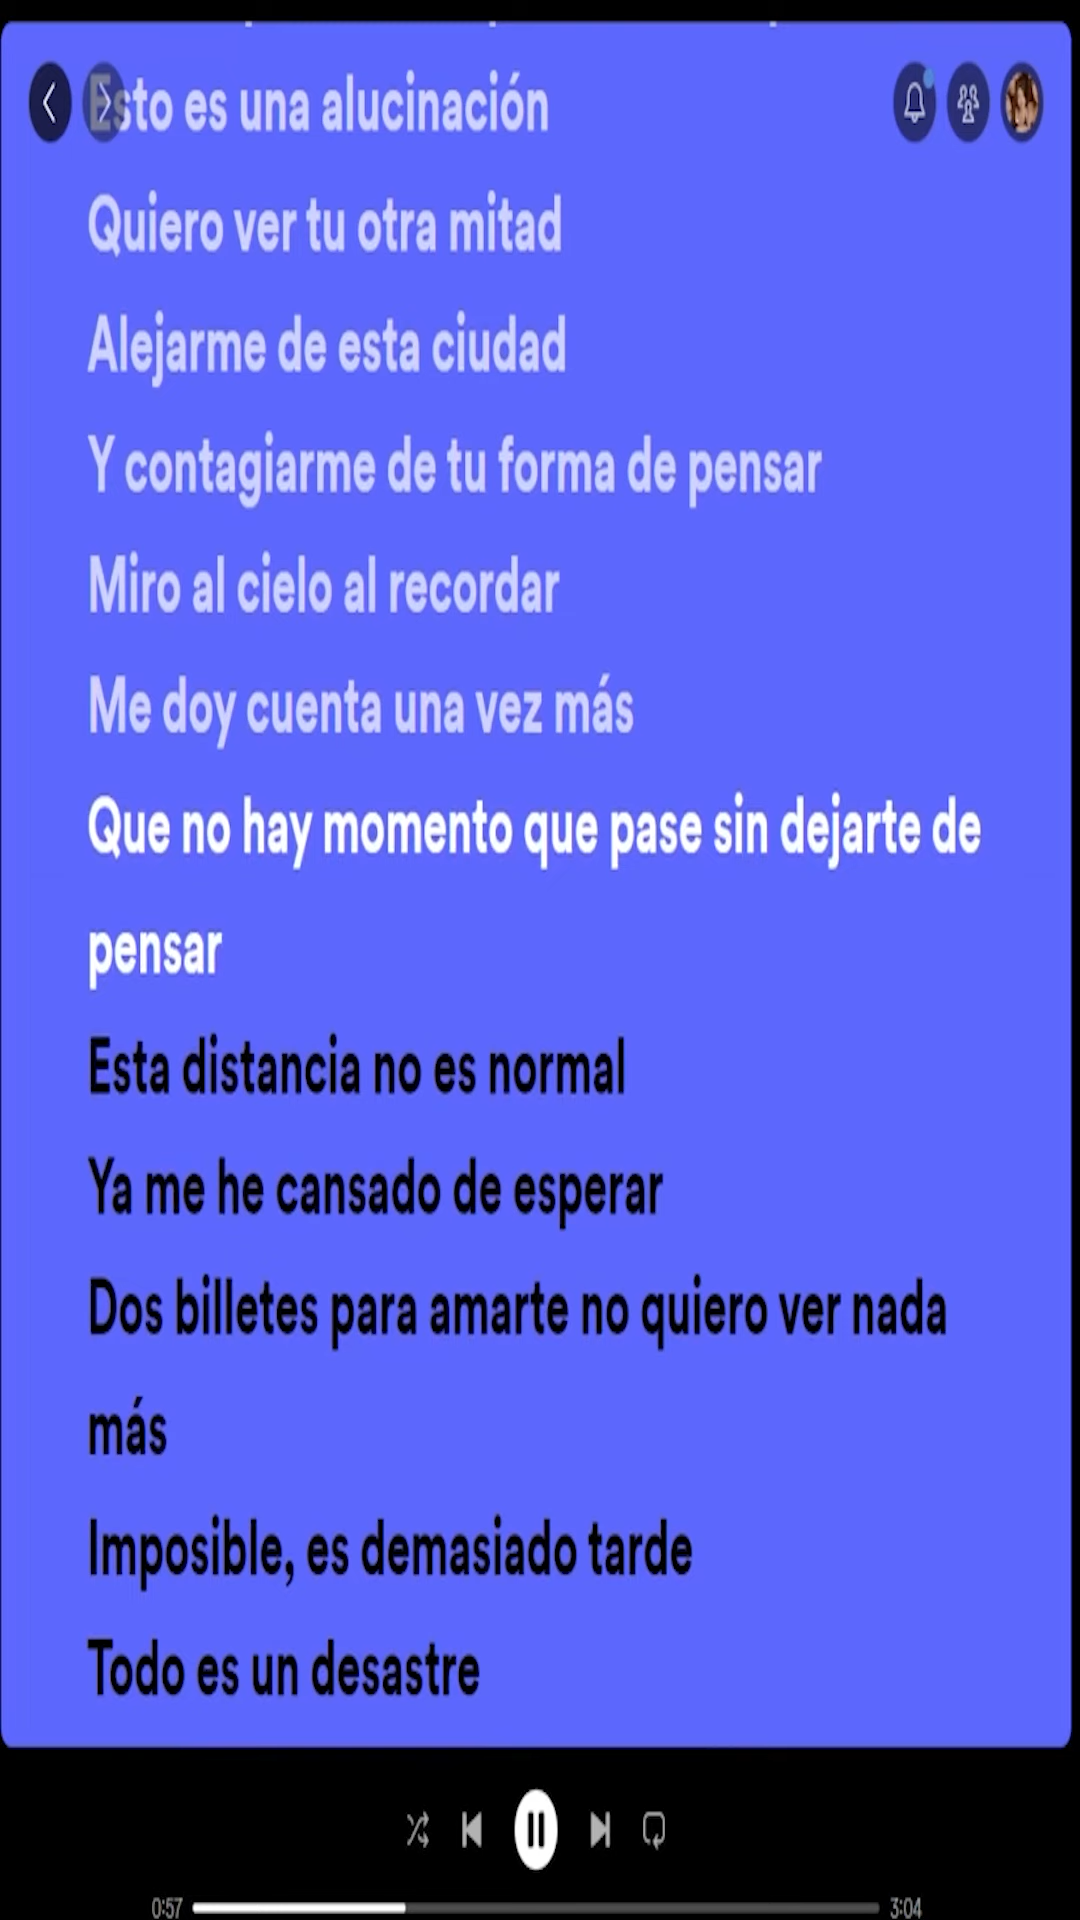 Esto es una alucinación
Quiero ver tu otra mitad
Alejarme de esta ciudad
Y contagiarme de tu forma de pensar
Miro al cielo al recordar
Me doy cuenta una vez más
Que no hay momento que pase sin dejarte de
pensar
Esta distancia no es normal
Ya me he cansado de esperar
Dos billetes para amarte no quiero ver nada
más
Imposible, es demasiado tarde
Todo es un desastre
0:57
3:04